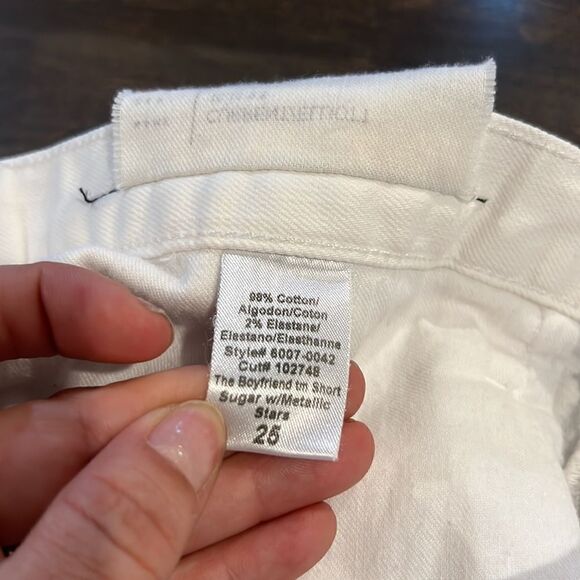 98% Cotton/
Algodon/Coton
2% Elastane/
Elastano/Elasthanne
Style# 6007-0042
Cut# 102748
The Boyfriend tm Short
Sugar w/Metallic
Stars
25